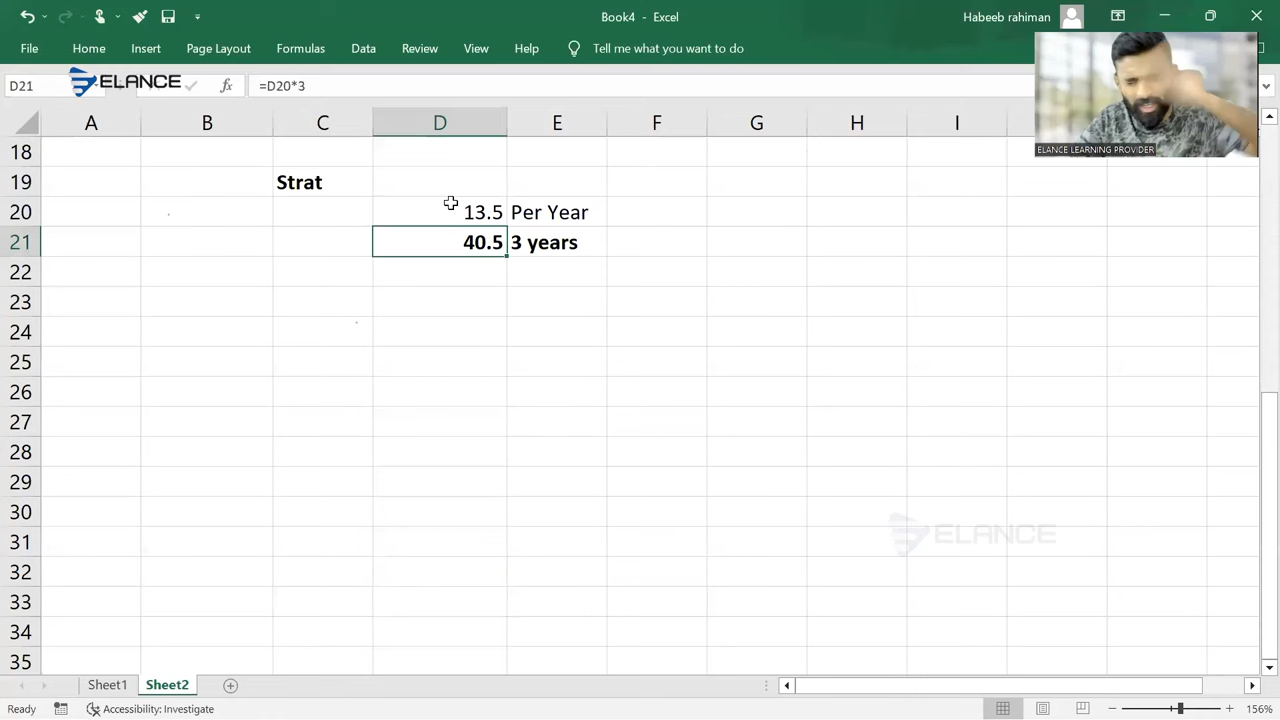 Book4 - Excel
Habeeb rahiman
File Home Insert Page Layout Formulas Data Review View Help Tell me what you want to do
D21 ELANCE fx =D20*3
ELANCE LEARNING PROVIDER
A B C D E F G H I
18
19 Strat
20 13.5 Per Year
21 40.5 3 years
22
23
24
25
26
27
28
29
30
31 ELANCE
32
33
34
35
Sheet1 Sheet2
Ready Accessibility: Investigate 156%